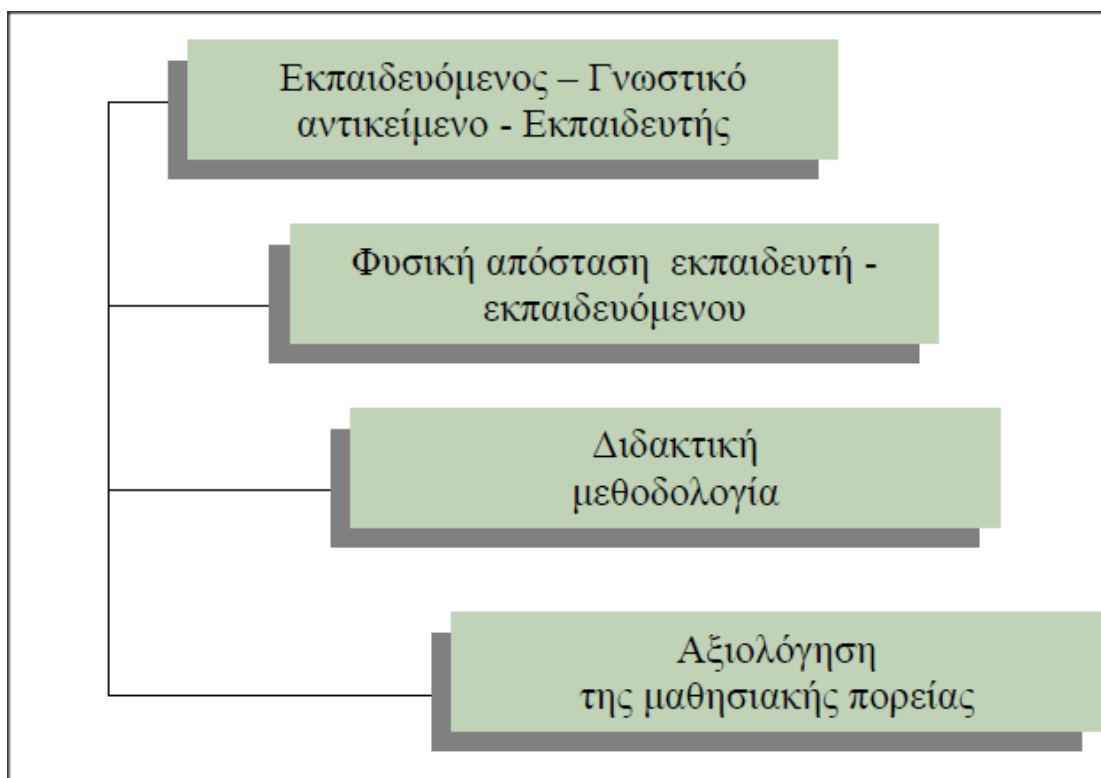 Εκπαιδευόμενος – Γνωστικό
αντικείμενο - Εκπαιδευτής
Φυσική απόσταση εκπαιδευτή -
εκπαιδευόμενου
Διδακτική
μεθοδολογία
Αξιολόγηση
της μαθησιακής πορείας